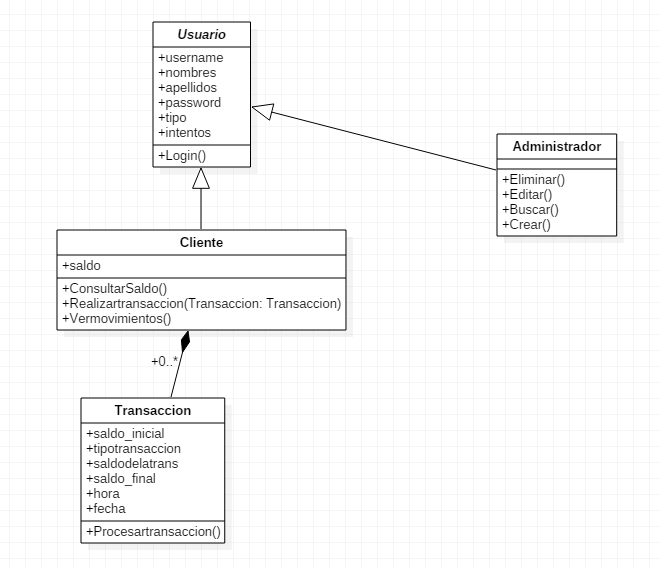 Usuario
+username
+nombres
+apellidos
+password
+tipo
+intentos
+Login()
Administrador
+Eliminar()
+Editar()
+Buscar()
+Crear()
Cliente
+saldo
+ConsultarSaldo()
+Realizartransaccion(Transaccion: Transaccion)
+Vermovimientos()
+0..*
Transaccion
+saldo_inicial
+tipotransaccion
+saldodelatrans
+saldo_final
+hora
+fecha
+Procesartransaccion()